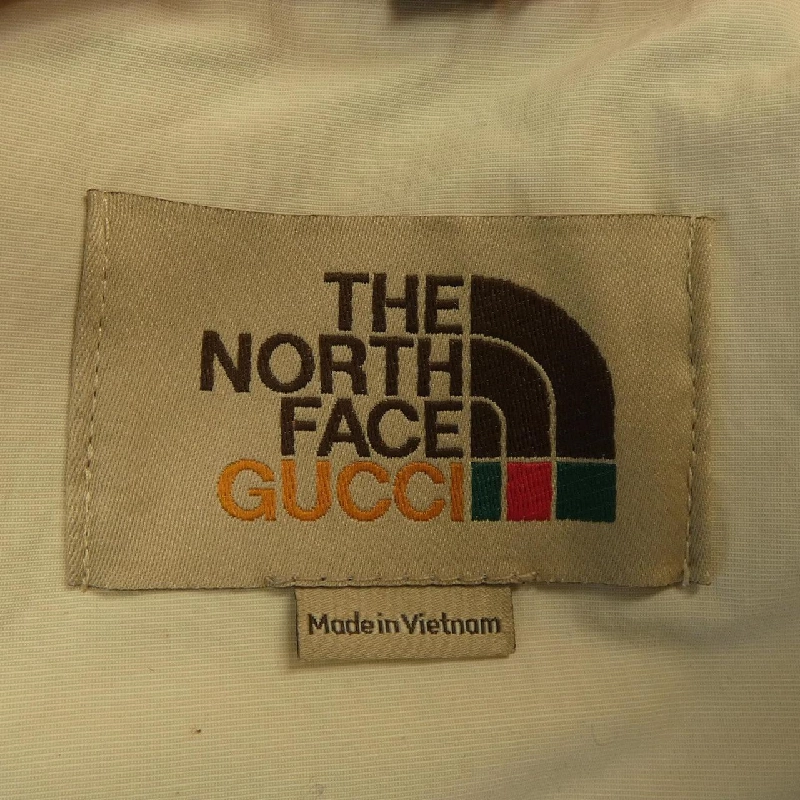 THE
NORTH
FACE
GUCCI
Made in Vietnam